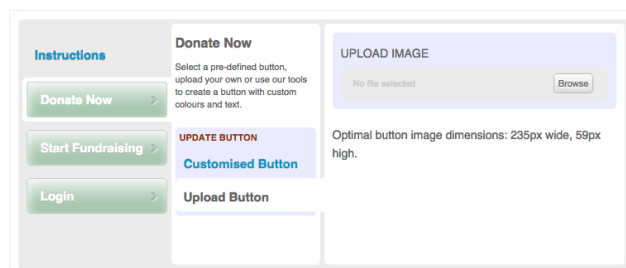 Instructions
Donate Now
Start Fundraising
Login
Donate Now
Select a pre-defined button,
upload your own or use our tools
to create a button with custom
colours and text.
UPDATE BUTTON
Customised Button
Upload Button
UPLOAD IMAGE
No file selected
Browse
Optimal button image dimensions: 235px wide, 59px
high.